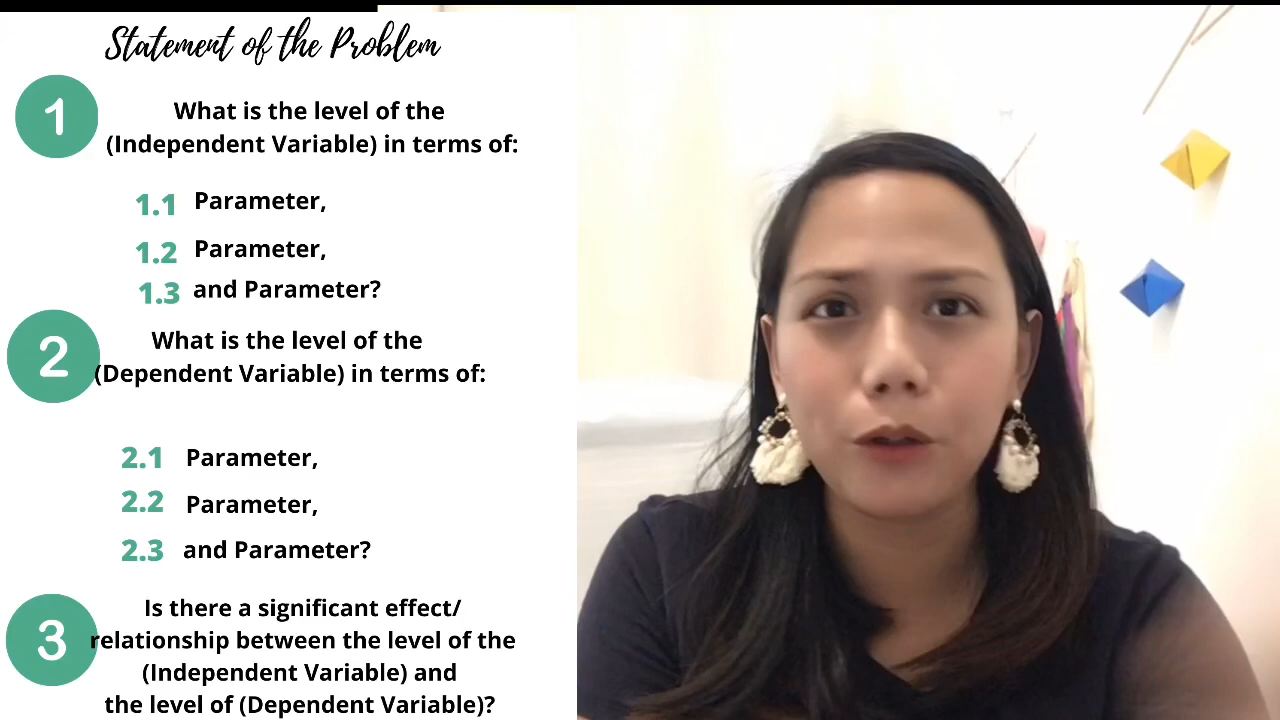 Statement of the Problem
1
What is the level of the
(Independent Variable) in terms of:
1.1 Parameter,
1.2 Parameter,
1.3 and Parameter?
2
What is the level of the
(Dependent Variable) in terms of:
2.1 Parameter,
2.2 Parameter,
2.3 and Parameter?
3
Is there a significant effect/
relationship between the level of the
(Independent Variable) and
the level of (Dependent Variable)?